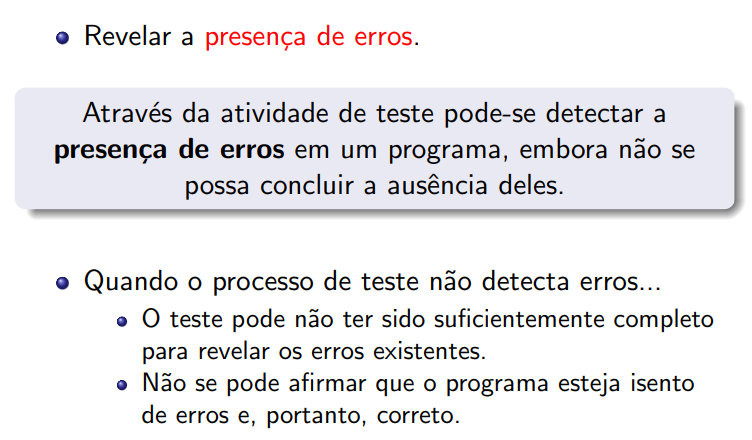 Revelar a presença de erros.
Através da atividade de teste pode-se detectar a
presença de erros em um programa, embora não se
possa concluir a ausência deles.
Quando o processo de teste não detecta erros...
O teste pode não ter sido suficientemente completo
para revelar os erros existentes.
Não se pode afirmar que o programa esteja isento
de erros e, portanto, correto.